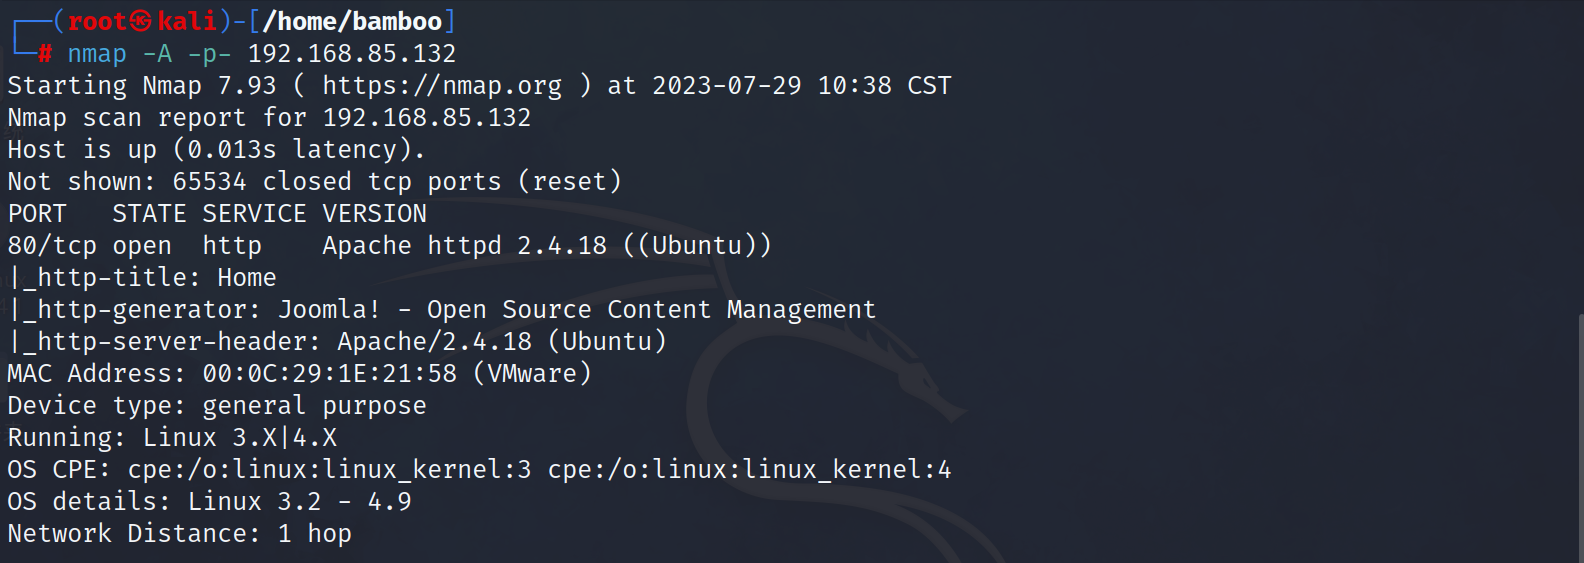 ┌──(root㉿kali)-[/home/bamboo]
└─# nmap -A -p- 192.168.85.132
Starting Nmap 7.93 ( https://nmap.org ) at 2023-07-29 10:38 CST
Nmap scan report for 192.168.85.132
Host is up (0.013s latency).
Not shown: 65534 closed tcp ports (reset)
PORT   STATE SERVICE VERSION
80/tcp open  http    Apache httpd 2.4.18 ((Ubuntu))
|_http-title: Home
|_http-generator: Joomla! - Open Source Content Management
|_http-server-header: Apache/2.4.18 (Ubuntu)
MAC Address: 00:0C:29:1E:21:58 (VMware)
Device type: general purpose
Running: Linux 3.X|4.X
OS CPE: cpe:/o:linux:linux_kernel:3 cpe:/o:linux:linux_kernel:4
OS details: Linux 3.2 - 4.9
Network Distance: 1 hop